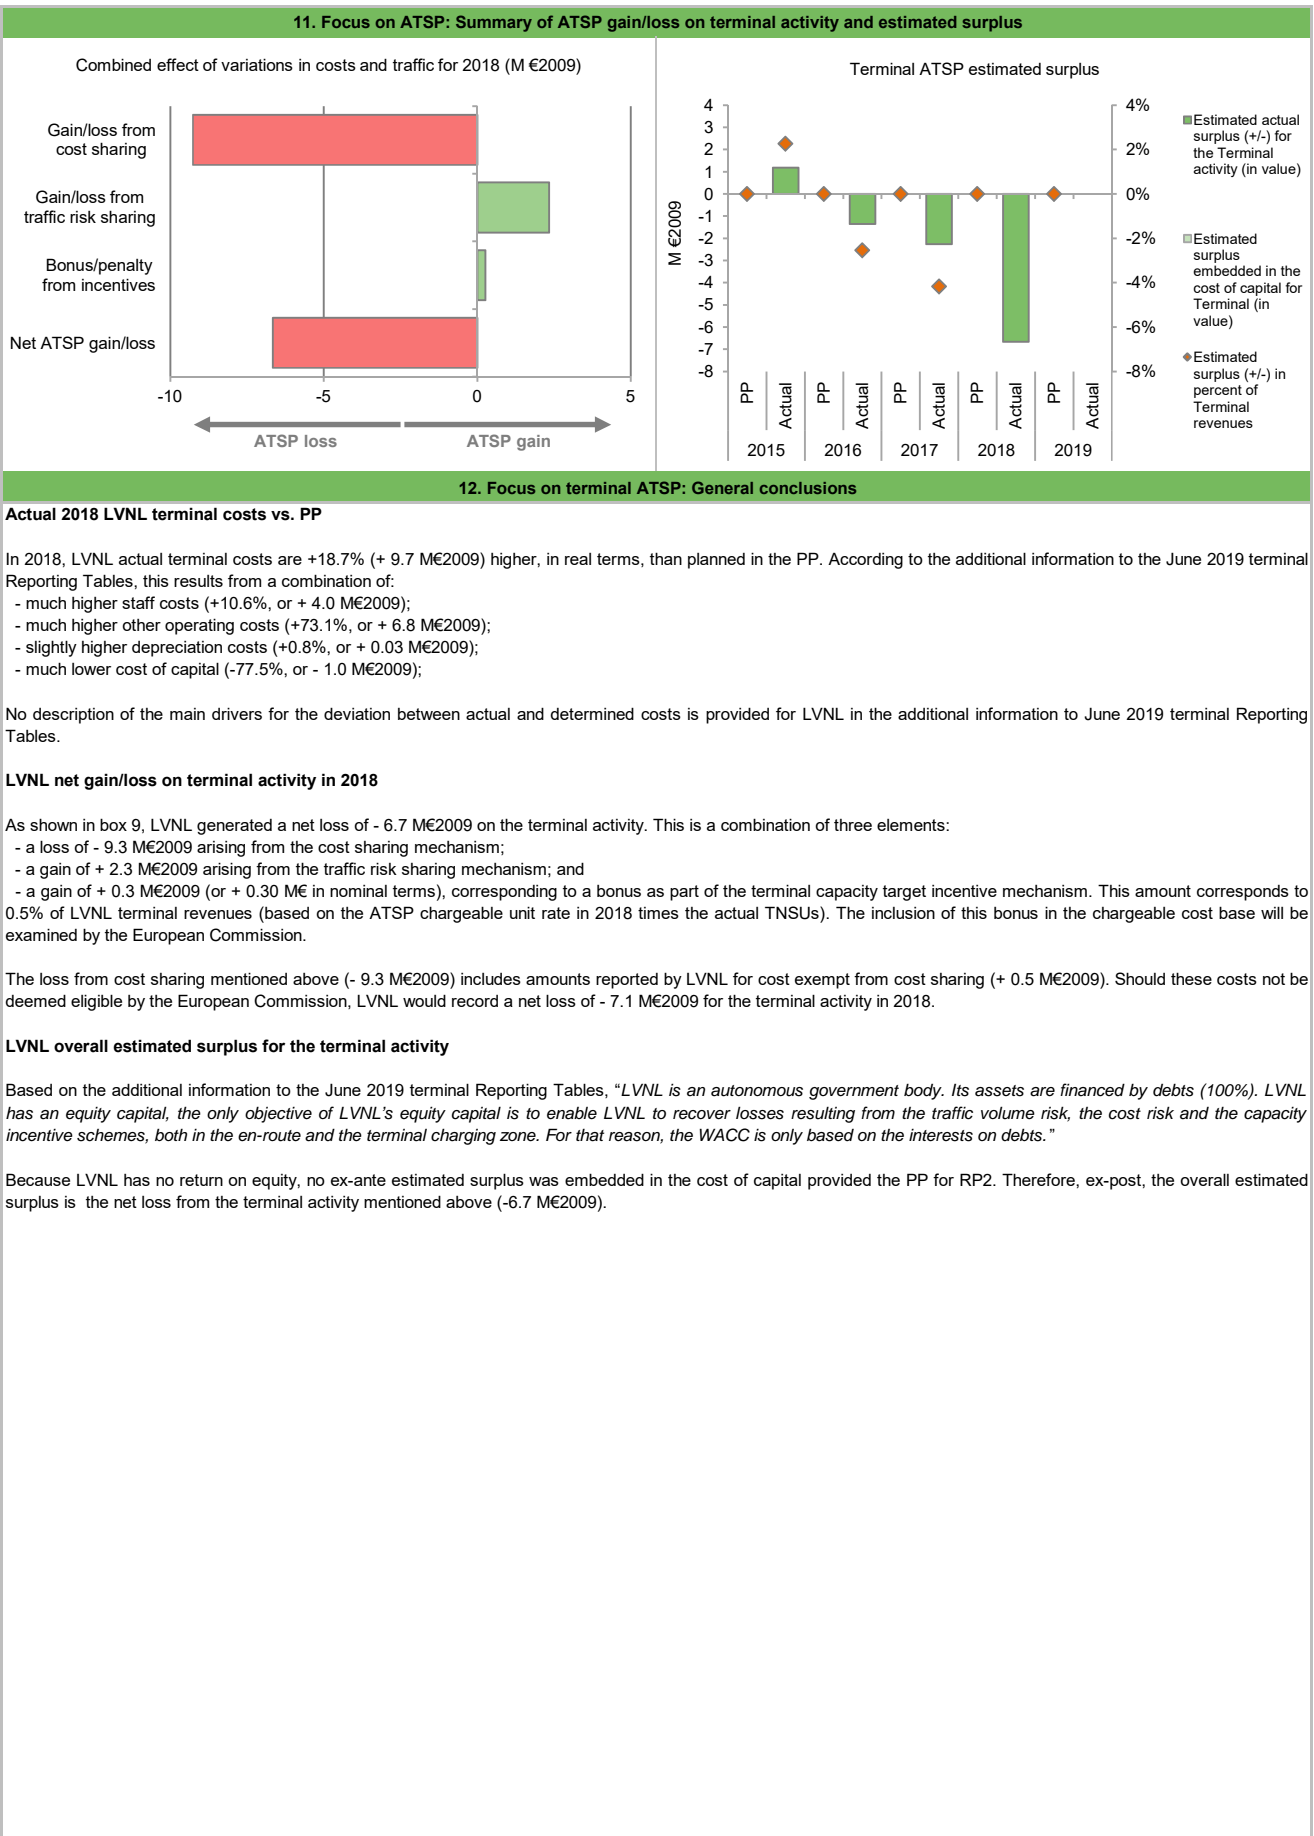 11. Focus on ATSP: Summary of ATSP gain/loss on terminal activity and estimated surplus
Combined effect of variations in costs and traffic for 2018 (M €2009)
Gain/loss from
cost sharing
Gain/loss from
traffic risk sharing
Bonus/penalty
from incentives
Net ATSP gain/loss
-10
-5
0
5
ATSP loss
ATSP gain
Terminal ATSP estimated surplus
M €2009
4
3
2
1
0
-1
-2
-3
-4
-5
-6
-7
-8
4%
2%
0%
-2%
-4%
-6%
-8%
PP
Actual
PP
Actual
PP
Actual
PP
Actual
PP
Actual
2015
2016
2017
2018
2019
Estimated actual
surplus (+/-) for
the Terminal
activity (in value)
Estimated
surplus
embedded in the
cost of capital for
Terminal (in
value)
Estimated
surplus (+/-) in
percent of
Terminal
revenues
12. Focus on terminal ATSP: General conclusions
Actual 2018 LVNL terminal costs vs. PP
In 2018, LVNL actual terminal costs are +18.7% (+ 9.7 M€2009) higher, in real terms, than planned in the PP. According to the additional information to the June 2019 terminal
Reporting Tables, this results from a combination of:
- much higher staff costs (+10.6%, or + 4.0 M€2009);
- much higher other operating costs (+73.1%, or + 6.8 M€2009);
- slightly higher depreciation costs (+0.8%, or + 0.03 M€2009);
- much lower cost of capital (-77.5%, or - 1.0 M€2009);
No description of the main drivers for the deviation between actual and determined costs is provided for LVNL in the additional information to June 2019 terminal Reporting
Tables.
LVNL net gain/loss on terminal activity in 2018
As shown in box 9, LVNL generated a net loss of - 6.7 M€2009 on the terminal activity. This is a combination of three elements:
- a loss of - 9.3 M€2009 arising from the cost sharing mechanism;
- a gain of + 2.3 M€2009 arising from the traffic risk sharing mechanism; and
- a gain of + 0.3 M€2009 (or + 0.30 M€ in nominal terms), corresponding to a bonus as part of the terminal capacity target incentive mechanism. This amount corresponds to
0.5% of LVNL terminal revenues (based on the ATSP chargeable unit rate in 2018 times the actual TNSUs). The inclusion of this bonus in the chargeable cost base will be
examined by the European Commission.
The loss from cost sharing mentioned above (- 9.3 M€2009) includes amounts reported by LVNL for cost exempt from cost sharing (+ 0.5 M€2009). Should these costs not be
deemed eligible by the European Commission, LVNL would record a net loss of - 7.1 M€2009 for the terminal activity in 2018.
LVNL overall estimated surplus for the terminal activity
Based on the additional information to the June 2019 terminal Reporting Tables, “LVNL is an autonomous government body. Its assets are financed by debts (100%). LVNL
has an equity capital, the only objective of LVNL’s equity capital is to enable LVNL to recover losses resulting from the traffic volume risk, the cost risk and the capacity
incentive schemes, both in the en-route and the terminal charging zone. For that reason, the WACC is only based on the interests on debts.”
Because LVNL has no return on equity, no ex-ante estimated surplus was embedded in the cost of capital provided the PP for RP2. Therefore, ex-post, the overall estimated
surplus is  the net loss from the terminal activity mentioned above (-6.7 M€2009).